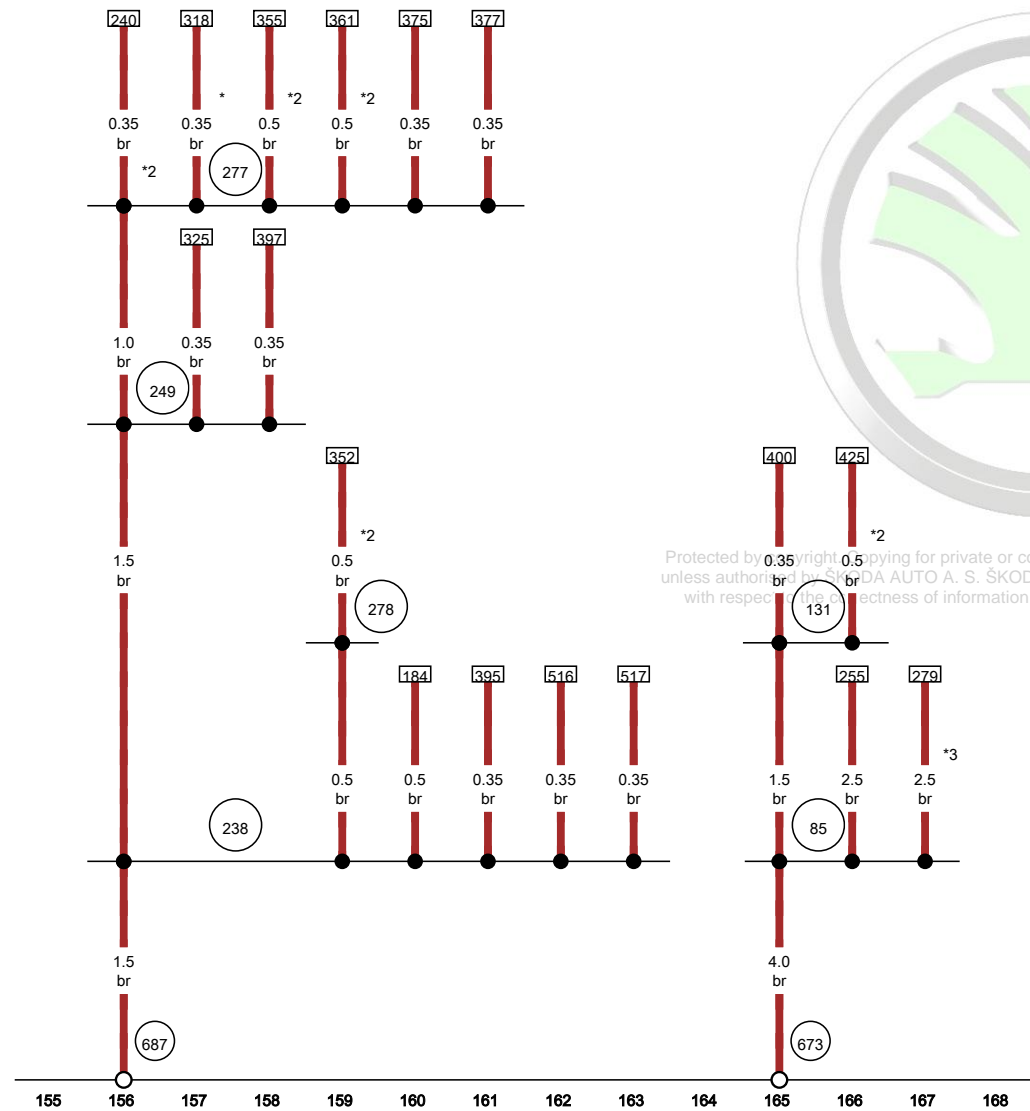 240 318 355 361 375 377
* *2 *2
0.35 0.35 0.5 0.5 0.35 0.35
br br br br br br
*2 277
325 397
1.0 0.35 0.35
br br br
249
352 400 425
*2 *2
1.5 0.5 0.35 0.5
br br br br
Protected by copyright. Copying for private or co
unless authorised by ŠKODA AUTO A. S. ŠKOD
with respect to the correctness of information
278 131
184 395 516 517 255 279
*3
0.5 0.5 0.35 0.35 0.35 1.5 2.5 2.5
br br br br br br br br
238 85
1.5 4.0
br br
687 673
155 156 157 158 159 160 161 162 163 164 165 166 167 168